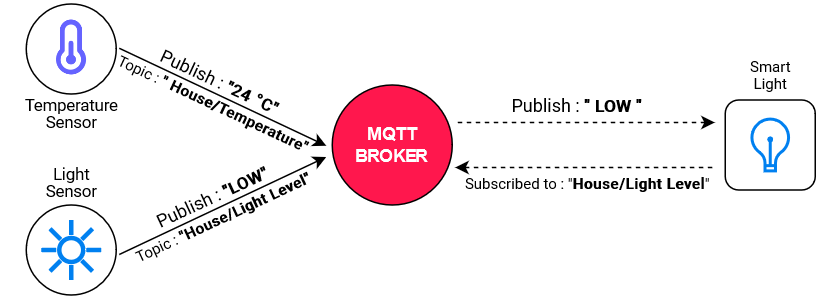 Publish : "24 °C"
Topic : " House/Temperature"
Temperature
Sensor
Light
Sensor
Publish : "LOW"
Topic : "House/Light Level"
MQTT
BROKER
Publish : " LOW "
Subscribed to : "House/Light Level"
Smart
Light